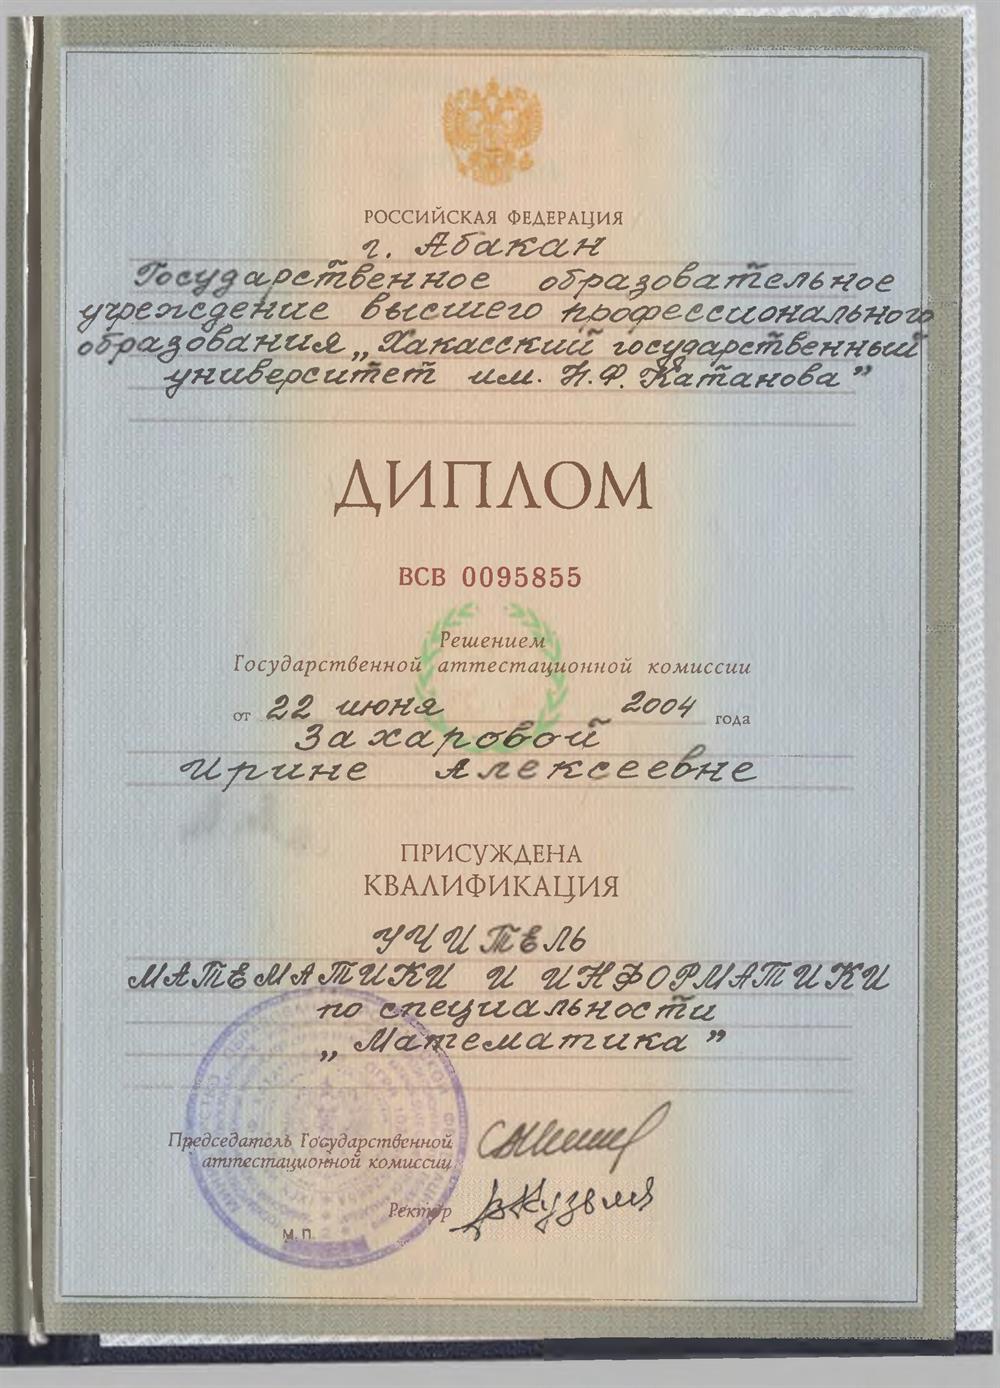 РОССИЙСКАЯ ФЕДЕРАЦИЯ
г. Абакан
Государственное образовательное
учреждение высшего профессионального
образования „Хакасский государственный
университет им. Н.Ф. Катанова”
ДИПЛОМ
ВСВ 0095855
Решением
Государственной аттестационной комиссии
от 22 июня 2004 года
Захаровой
Ирине Алексеевне
ПРИСУЖДЕНА
КВАЛИФИКАЦИЯ
УЧИТЕЛЬ
МАТЕМАТИКИ И ИНФОРМАТИКИ
по специальности
„Математика”
Председатель Государственной
аттестационной комиссии
Ректор
М.П.